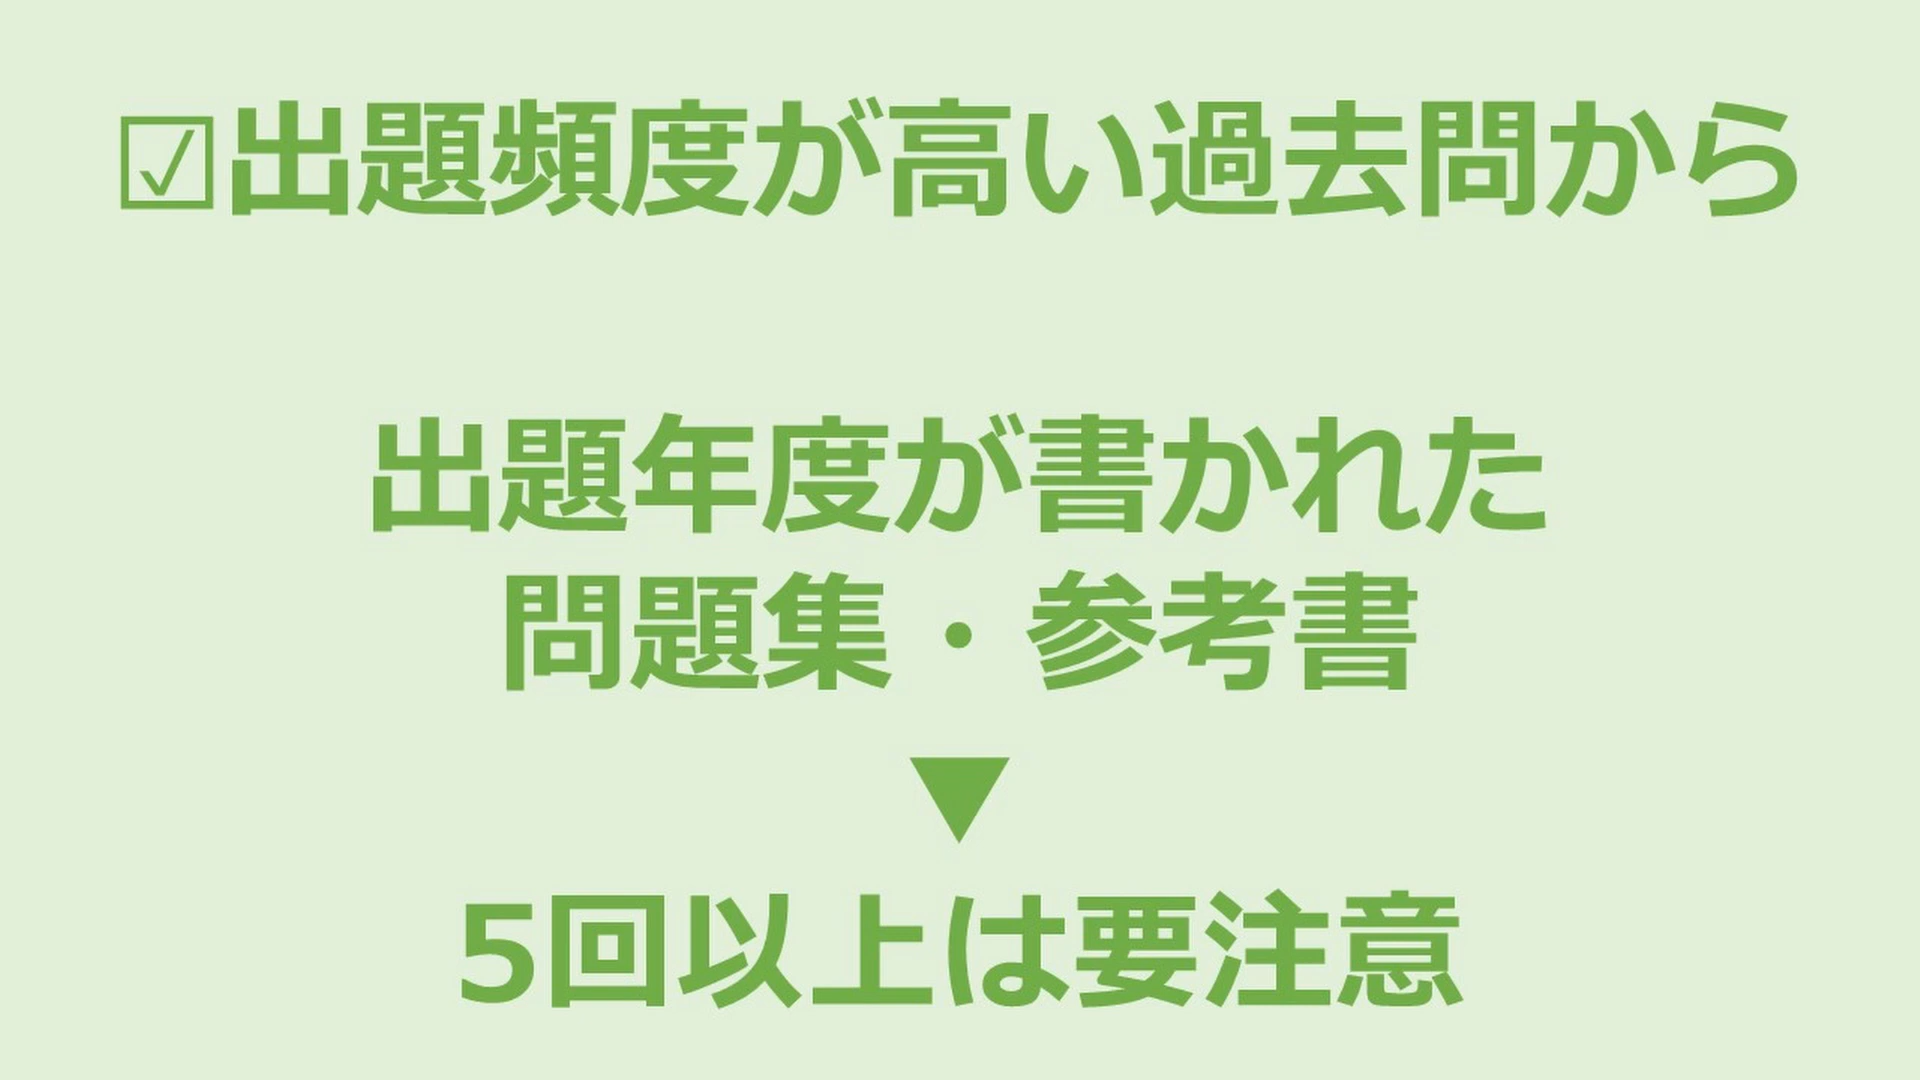 ☑出題頻度が高い過去問から
出題年度が書かれた
問題集・参考書
▼
5回以上は要注意